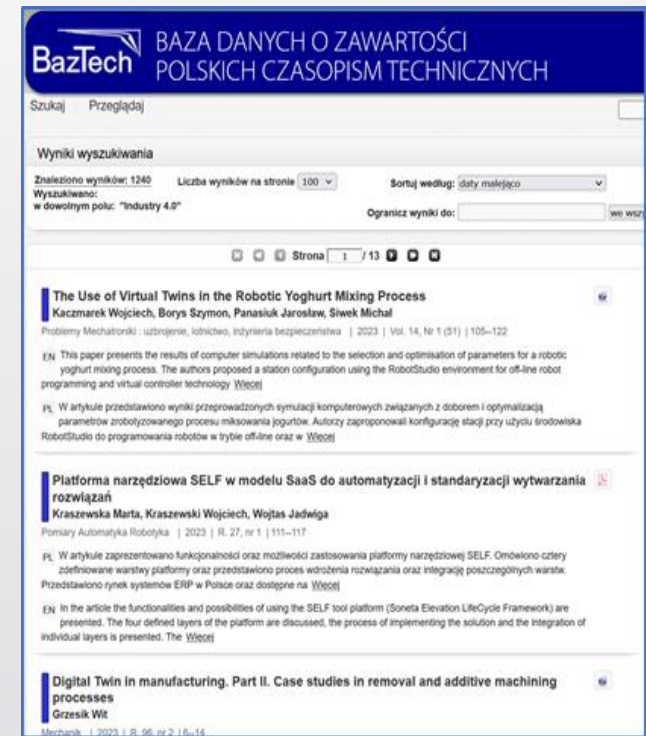 BazTech
BAZA DANYCH O ZAWARTOŚCI
POLSKICH CZASOPISM TECHNICZNYCH
Szukaj Przeglądaj
Wyniki wyszukiwania
Znaleziono wyników: 1240 Liczba wyników na stronie 100 Sortuj według: daty malejąco
Wyszukiwano:
w dowolnym polu: "Industry 4.0" Ogranicz wyniki do: we wszy
Strona 1 / 13
The Use of Virtual Twins in the Robotic Yoghurt Mixing Process
Kaczmarek Wojciech, Borys Szymon, Panasiuk Jarosław, Siwek Michał
Problemy Mechatroniki : uzbrojenie, lotnictwo, inżynieria bezpieczeństwa | 2023 | Vol. 14, Nr 1 (51) | 105--122
EN This paper presents the results of computer simulations related to the selection and optimisation of parameters for a robotic
yoghurt mixing process. The authors proposed a station configuration using the RobotStudio environment for off-line robot
programming and virtual controller technology Więcej
PL W artykule przedstawiono wyniki przeprowadzonych symulacji komputerowych związanych z doborem i optymalizacją
parametrów zrobotyzowanego procesu miksowania jogurtów. Autorzy zaproponowali konfigurację stacji przy użyciu środowiska
RobotStudio do programowania robotów w trybie off-line oraz w Więcej
Platforma narzędziowa SELF w modelu SaaS do automatyzacji i standaryzacji wytwarzania
rozwiązań
Kraszewska Marta, Kraszewski Wojciech, Wojtas Jadwiga
Pomiary Automatyka Robotyka | 2023 | R. 27, nr 1 | 111--117
PL W artykule zaprezentowano funkcjonalności oraz możliwości zastosowania platformy narzędziowej SELF. Omówiono cztery
zdefiniowane warstwy platformy oraz przedstawiono proces wdrożenia rozwiązania oraz integrację poszczególnych warstw.
Przedstawiono rynek systemów ERP w Polsce oraz dostępne na Więcej
EN In the article the functionalities and possibilities of using the SELF tool platform (Soneta Elevation LifeCycle Framework) are
presented. The four defined layers of the platform are discussed, the process of implementing the solution and the integration of
individual layers is presented. The Więcej
Digital Twin in manufacturing. Part II. Case studies in removal and additive machining
processes
Grzesik Wit
Mechanik | 2023 | R. 96, nr 2 | 6--14